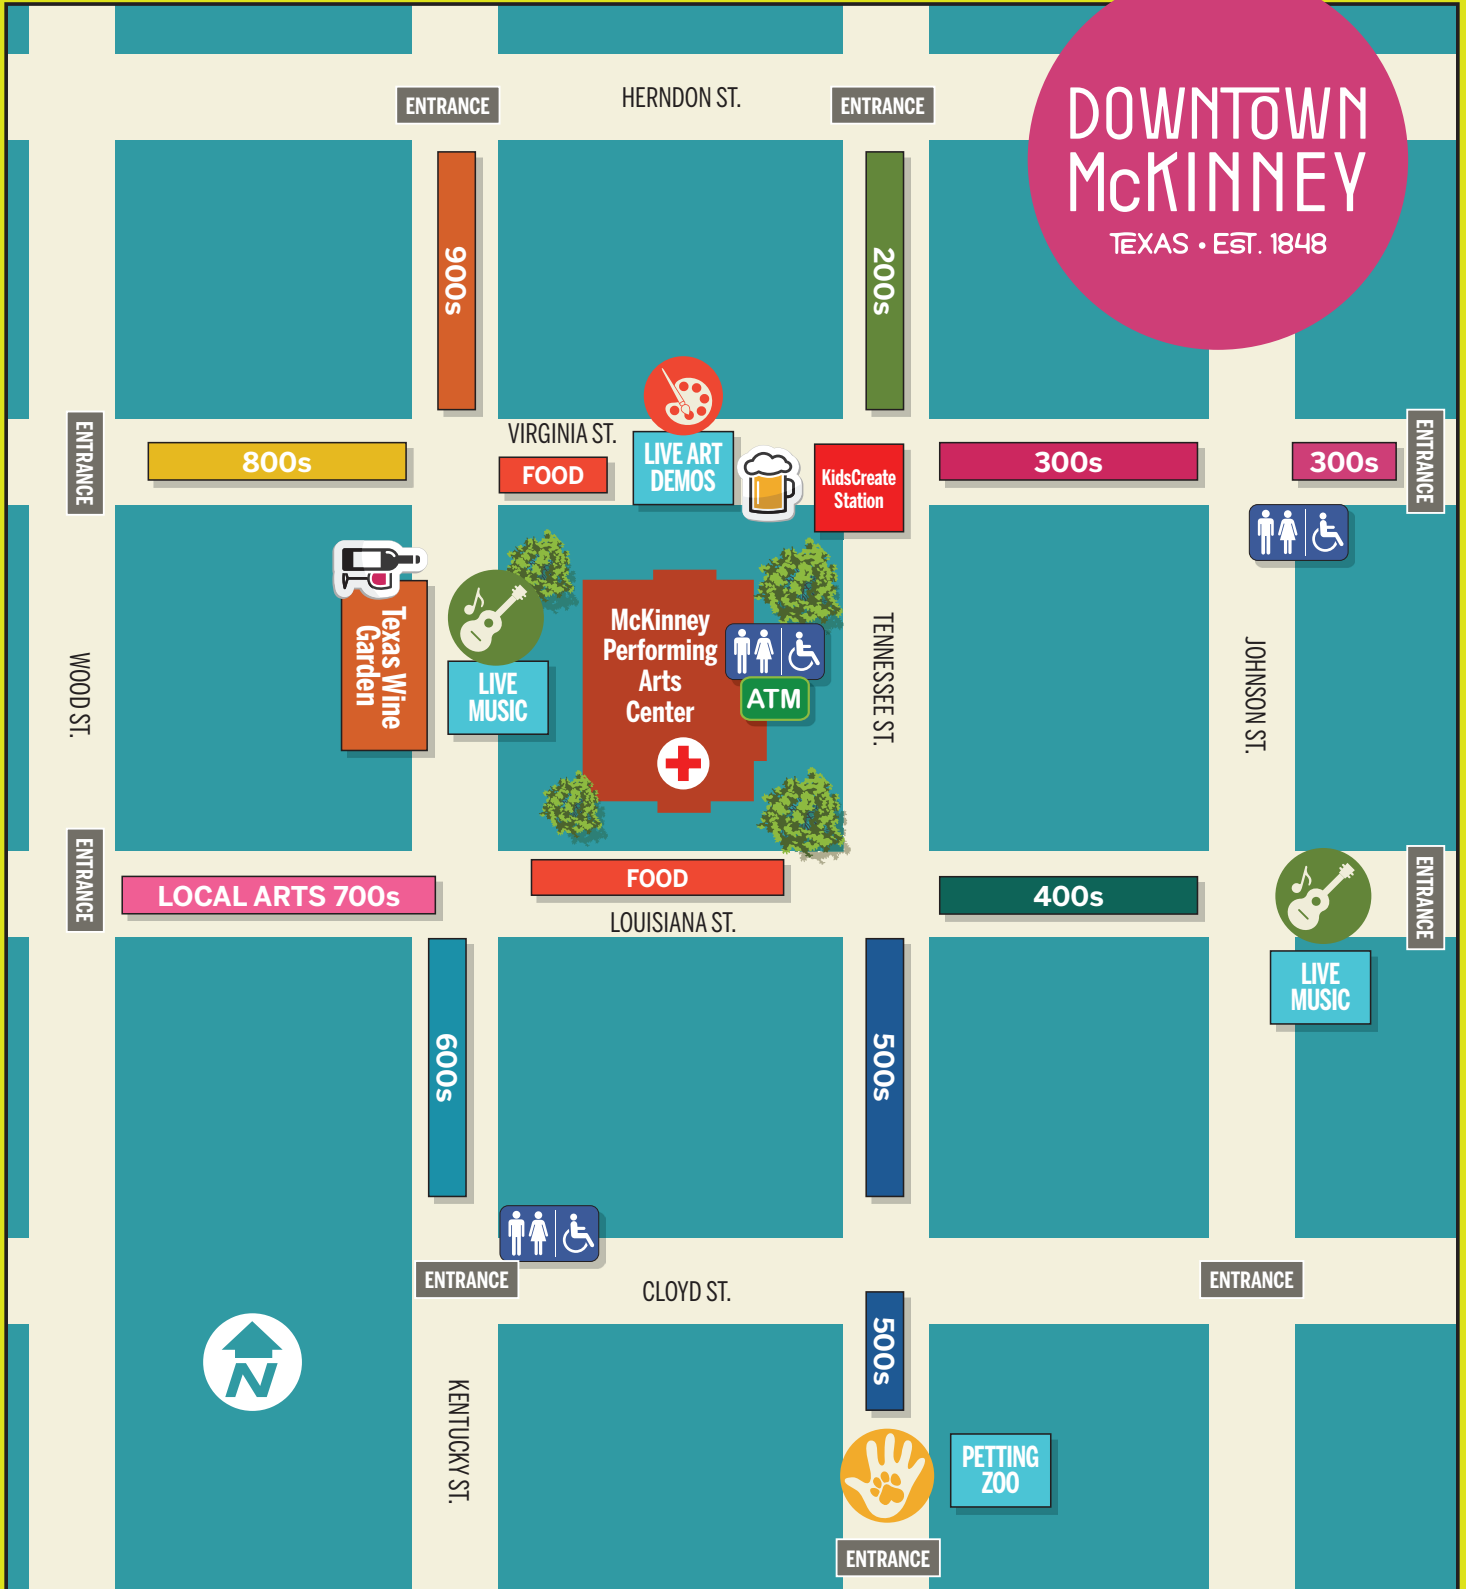 DOWNTOWN
McKINNEY
TEXAS • EST. 1848
HERNDON ST.
ENTRANCE
ENTRANCE
900s
200s
ENTRANCE
800s
VIRGINIA ST.
FOOD
LIVE ART
DEMOS
KidsCreate
Station
300s
300s
ENTRANCE
Texas Wine
Garden
LIVE
MUSIC
McKinney
Performing
Arts
Center
ATM
WOOD ST.
TENNESSEE ST.
JOHNSON ST.
ENTRANCE
LOCAL ARTS 700s
FOOD
LOUISIANA ST.
400s
ENTRANCE
LIVE
MUSIC
600s
500s
ENTRANCE
CLOYD ST.
ENTRANCE
500s
N
KENTUCKY ST.
PETTING
ZOO
ENTRANCE